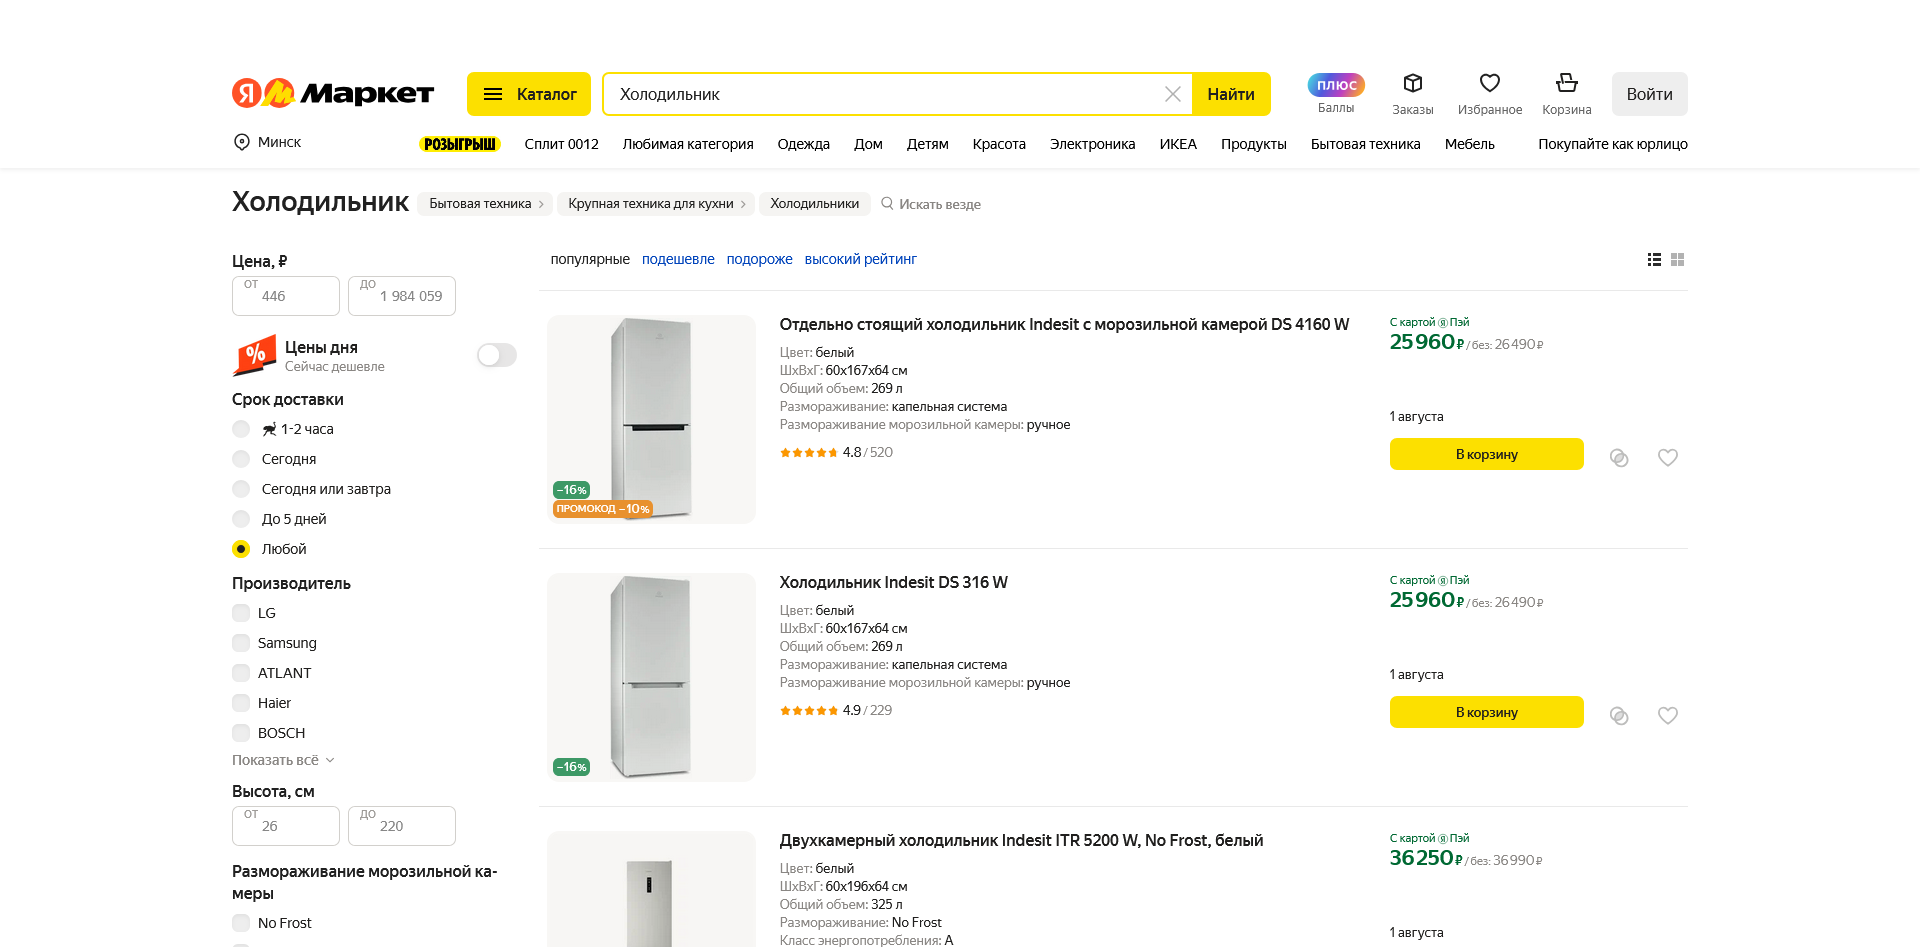 Я М Маркет
Каталог
Холодильник
Найти
ПЛЮС
Баллы
Заказы
Избранное
Корзина
Войти
Минск
РОЗЫГРЫШ
Сплит 0012
Любимая категория
Одежда
Дом
Детям
Красота
Электроника
ИКЕА
Продукты
Бытовая техника
Мебель
Покупайте как юрлицо
Холодильник
Бытовая техника
Крупная техника для кухни
Холодильники
Искать везде
Цена, ₽
ОТ
446
ДО
1 984 059
%
Цены дня
Сейчас дешевле
Срок доставки
1-2 часа
Сегодня
Сегодня или завтра
До 5 дней
Любой
Производитель
LG
Samsung
ATLANT
Haier
BOSCH
Показать всё
Высота, см
ОТ
26
ДО
220
Размораживание морозильной ка-
меры
No Frost
популярные
подешевле
подороже
высокий рейтинг
–16%
ПРОМОКОД –10%
Отдельно стоящий холодильник Indesit с морозильной камерой DS 4160 W
Цвет: белый
ШхВхГ: 60х167х64 см
Общий объем: 269 л
Размораживание: капельная система
Размораживание морозильной камеры: ручное
4.8 / 520
С картой Я Пэй
25 960 ₽ / без: 26 490 ₽
1 августа
В корзину
–16%
Холодильник Indesit DS 316 W
Цвет: белый
ШхВхГ: 60х167х64 см
Общий объем: 269 л
Размораживание: капельная система
Размораживание морозильной камеры: ручное
4.9 / 229
С картой Я Пэй
25 960 ₽ / без: 26 490 ₽
1 августа
В корзину
Двухкамерный холодильник Indesit ITR 5200 W, No Frost, белый
Цвет: белый
ШхВхГ: 60х196х64 см
Общий объем: 325 л
Размораживание: No Frost
Класс энергопотребления: A
С картой Я Пэй
36 250 ₽ / без: 36 990 ₽
1 августа